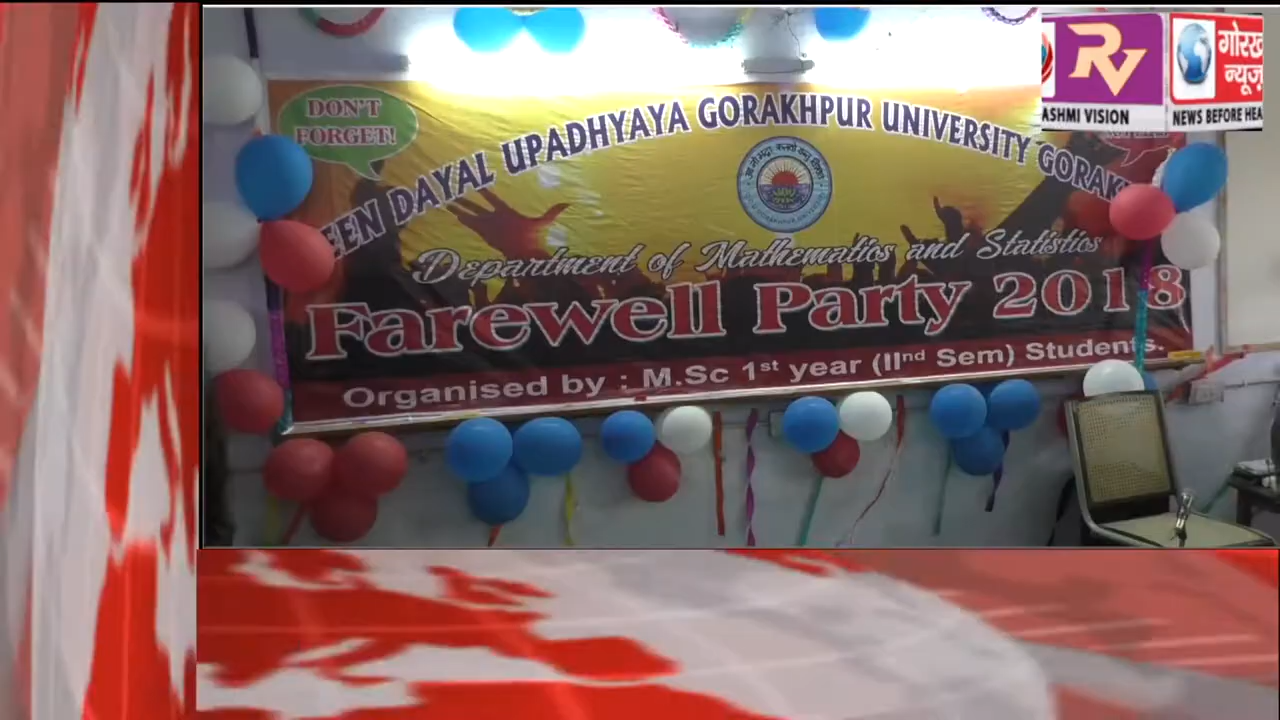 DON'T
FORGET!
EEN DAYAL UPADHYAYA GORAKHPUR UNIVERSITY GORAK
Department of Mathematics and Statistics
Farewell Party 2018
Organised by : M.Sc 1st year (IInd Sem) Students.
RV
ASHMI VISION
गोरख
न्यूज़
NEWS BEFORE HEA